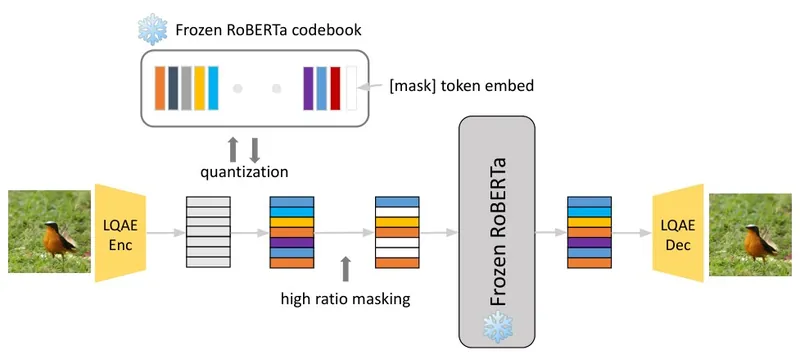 Frozen RoBERTa codebook
[mask] token embed
quantization
LQAE
Enc
high ratio masking
Frozen RoBERTa
LQAE
Dec